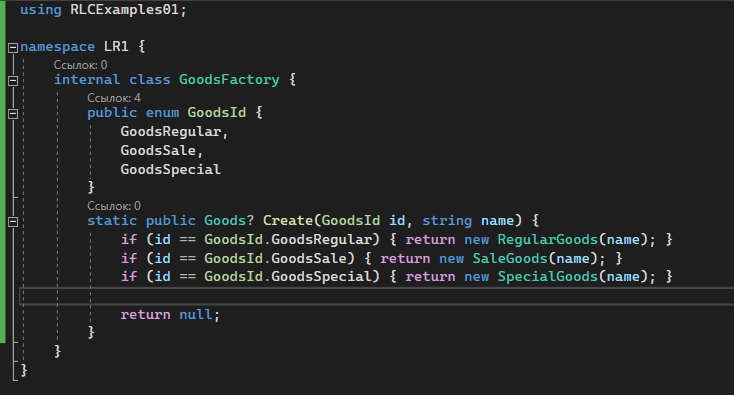 using RLCExamples01;
namespace LR1 {
Ссылок: 0
internal class GoodsFactory {
Ссылок: 4
public enum GoodsId {
GoodsRegular,
GoodsSale,
GoodsSpecial
}
Ссылок: 0
static public Goods? Create(GoodsId id, string name) {
if (id == GoodsId.GoodsRegular) { return new RegularGoods(name); }
if (id == GoodsId.GoodsSale) { return new SaleGoods(name); }
if (id == GoodsId.GoodsSpecial) { return new SpecialGoods(name); }
return null;
}
}
}